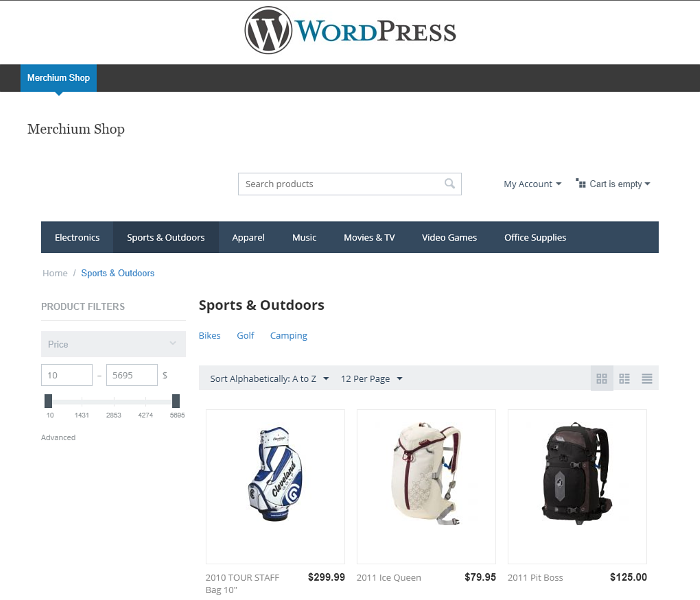 WORDPRESS
Merchium Shop
Merchium Shop
Search products
My Account
Cart is empty
Electronics Sports & Outdoors Apparel Music Movies & TV Video Games Office Supplies
Home / Sports & Outdoors
PRODUCT FILTERS
Price
10 – 5695 $
10 1431 2853 4274 5695
Advanced
Sports & Outdoors
Bikes Golf Camping
Sort Alphabetically: A to Z 12 Per Page
Cleveland
2010 TOUR STAFF $299.99
Bag 10"
2011 Ice Queen $79.95
2011 Pit Boss $125.00